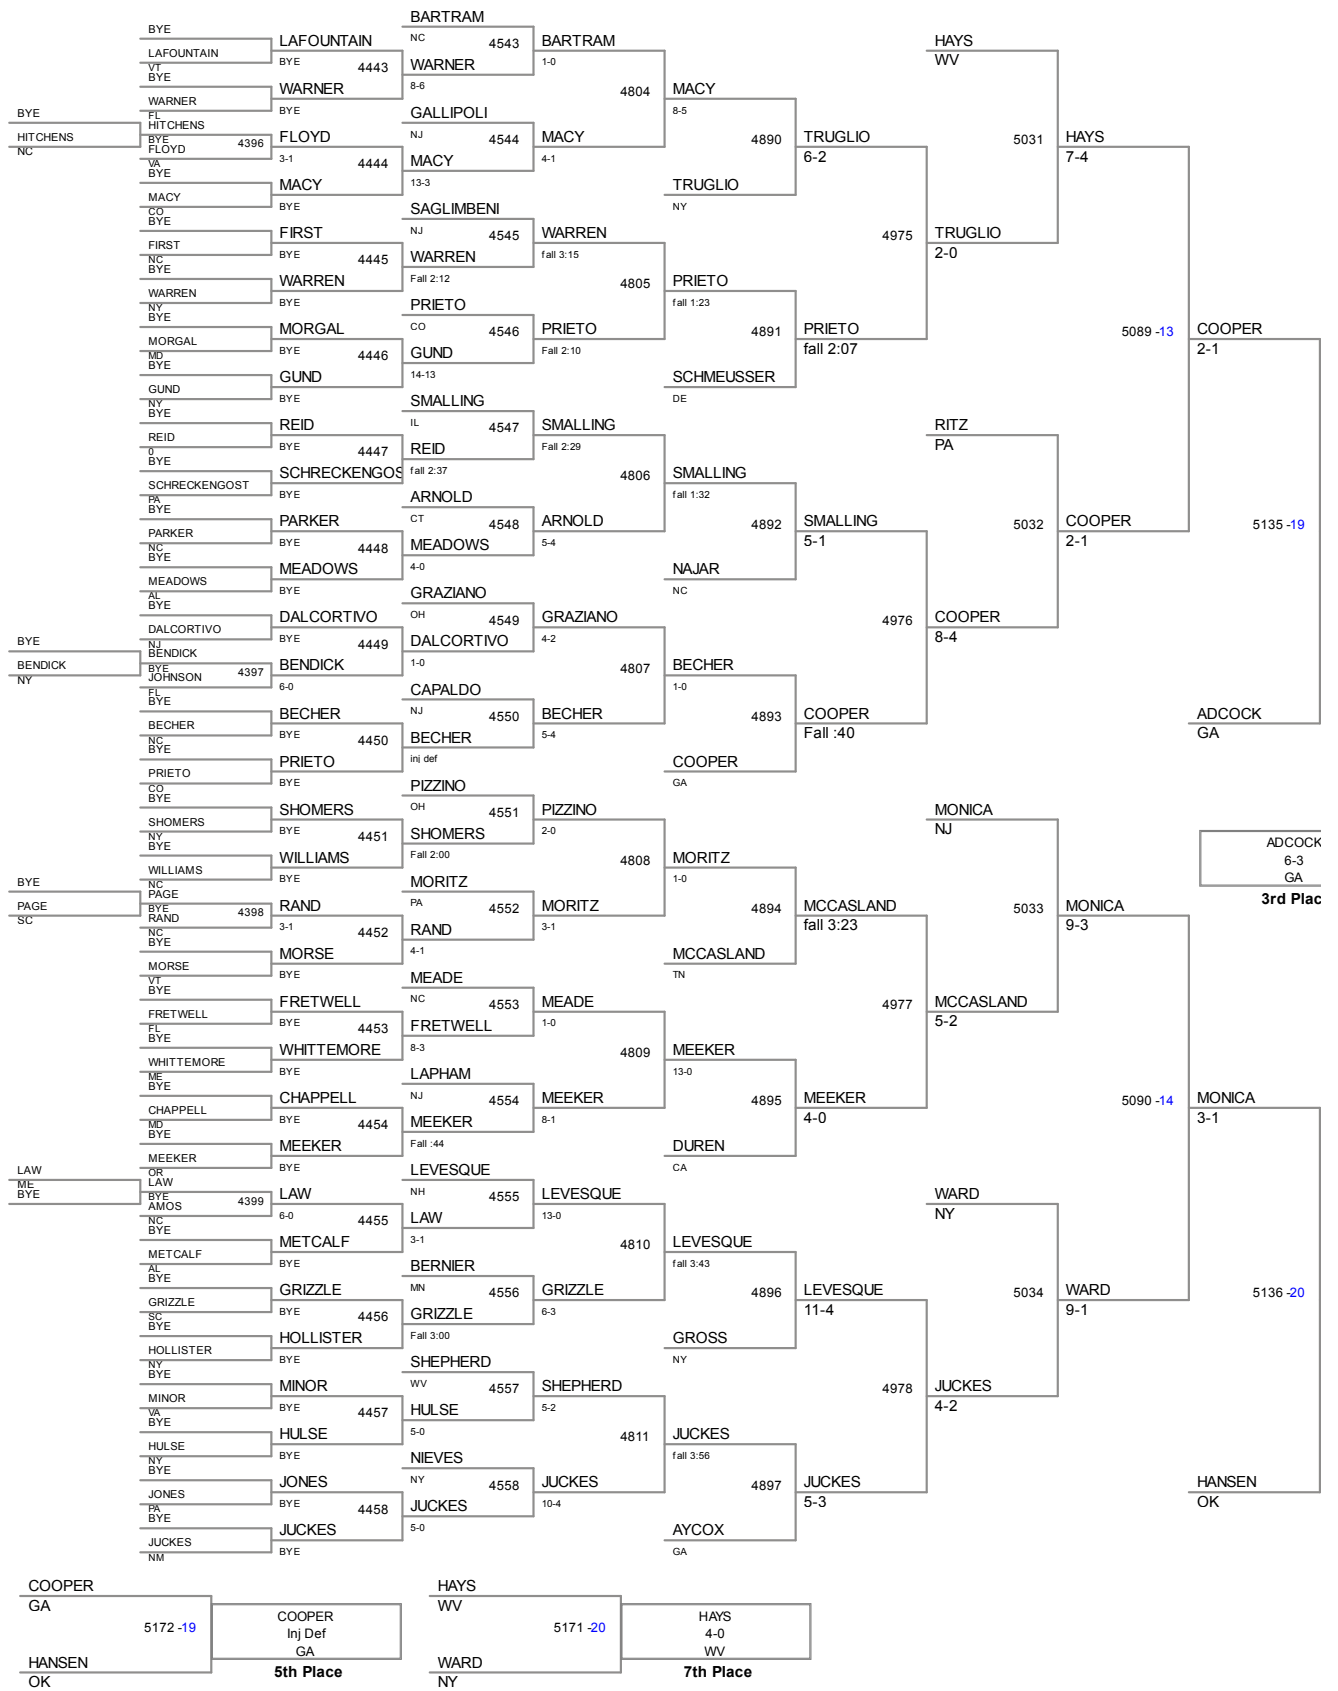 BARTRAM
BYE
NC
4543
LAFOUNTAIN
BARTRAM
HAYS
LAFOUNTAIN
BYE
4443
WARNER
1-0
WV
VT
BYE
8-6
WARNER
4804
MACY
WARNER
BYE
8-5
BYE
FL
HITCHENS
GALLIPOLI
HITCHENS
BYE
4396
FLOYD
NJ
4544
MACY
4890
TRUGLIO
5031
HAYS
NC
FLOYD
3-1
4444
MACY
4-1
6-2
7-4
VA
BYE
13-3
MACY
TRUGLIO
MACY
BYE
NY
CO
BYE
SAGLIMBENI
FIRST
NJ
4545
WARREN
4975
TRUGLIO
FIRST
BYE
4445
WARREN
fall 3:15
2-0
NC
BYE
Fall 2:12
WARREN
4805
PRIETO
WARREN
BYE
fall 1:23
NY
BYE
PRIETO
MORGAL
CO
4546
PRIETO
4891
PRIETO
5089 -13
COOPER
MORGAL
BYE
4446
GUND
Fall 2:10
fall 2:07
2-1
MD
BYE
14-13
GUND
SCHMEUSSER
GUND
BYE
DE
NY
BYE
SMALLING
REID
IL
4547
SMALLING
RITZ
REID
BYE
4447
REID
Fall 2:29
PA
0
BYE
fall 2:37
SCHRECKENGOS
4806
SMALLING
SCHRECKENGOST
BYE
fall 1:32
PA
BYE
ARNOLD
PARKER
CT
4548
ARNOLD
4892
SMALLING
5032
COOPER
5135 -19
PARKER
BYE
4448
MEADOWS
5-4
5-1
2-1
NC
BYE
4-0
MEADOWS
NAJAR
MEADOWS
BYE
NC
AL
BYE
GRAZIANO
DALCORTIVO
OH
4549
GRAZIANO
4976
COOPER
DALCORTIVO
BYE
4449
DALCORTIVO
4-2
8-4
BYE
NJ
BENDICK
1-0
BENDICK
BYE
4397
BENDICK
4807
BECHER
NY
JOHNSON
6-0
1-0
FL
BYE
CAPALDO
BECHER
NJ
4550
BECHER
4893
COOPER
ADCOCK
BECHER
BYE
4450
BECHER
5-4
Fall :40
GA
NC
BYE
inj def
PRIETO
COOPER
PRIETO
BYE
GA
CO
BYE
PIZZINO
SHOMERS
OH
4551
PIZZINO
MONICA
SHOMERS
BYE
4451
SHOMERS
2-0
NJ
NY
BYE
Fall 2:00
ADCOCK
WILLIAMS
4808
MORITZ
6-3
WILLIAMS
BYE
1-0
GA
BYE
NC
PAGE
MORITZ
3rd Plac
PAGE
BYE
4398
RAND
PA
4552
MORITZ
4894
MCCASLAND
5033
MONICA
SC
RAND
3-1
4452
RAND
3-1
fall 3:23
9-3
NC
BYE
4-1
MORSE
MCCASLAND
MORSE
BYE
TN
VT
BYE
MEADE
FRETWELL
NC
4553
MEADE
4977
MCCASLAND
FRETWELL
BYE
4453
FRETWELL
1-0
5-2
FL
BYE
8-3
WHITTEMORE
4809
MEEKER
WHITTEMORE
BYE
13-0
ME
BYE
LAPHAM
CHAPPELL
NJ
4554
MEEKER
4895
MEEKER
5090 -14
MONICA
CHAPPELL
BYE
4454
MEEKER
8-1
4-0
3-1
MD
BYE
Fall :44
MEEKER
DUREN
MEEKER
BYE
CA
LAW
OR
LAW
LEVESQUE
ME
BYE
BYE
4399
LAW
NH
4555
LEVESQUE
WARD
AMOS
6-0
4455
LAW
13-0
NY
NC
BYE
3-1
METCALF
4810
LEVESQUE
METCALF
BYE
fall 3:43
AL
BYE
BERNIER
GRIZZLE
MN
4556
GRIZZLE
4896
LEVESQUE
5034
WARD
5136 -20
GRIZZLE
BYE
4456
GRIZZLE
6-3
11-4
9-1
SC
BYE
Fall 3:00
HOLLISTER
GROSS
HOLLISTER
BYE
NY
NY
BYE
SHEPHERD
MINOR
WV
4557
SHEPHERD
4978
JUCKES
MINOR
BYE
4457
HULSE
5-2
4-2
VA
BYE
5-0
HULSE
4811
JUCKES
HULSE
BYE
fall 3:56
NY
BYE
NIEVES
JONES
NY
4558
JUCKES
4897
JUCKES
HANSEN
JONES
BYE
4458
JUCKES
10-4
5-3
OK
PA
BYE
5-0
JUCKES
AYCOX
JUCKES
BYE
GA
NM
COOPER
HAYS
GA
WV
COOPER
HAYS
5172 -19
Inj Def
5171 -20
4-0
GA
WV
HANSEN
5th Place
WARD
7th Place
OK
NY